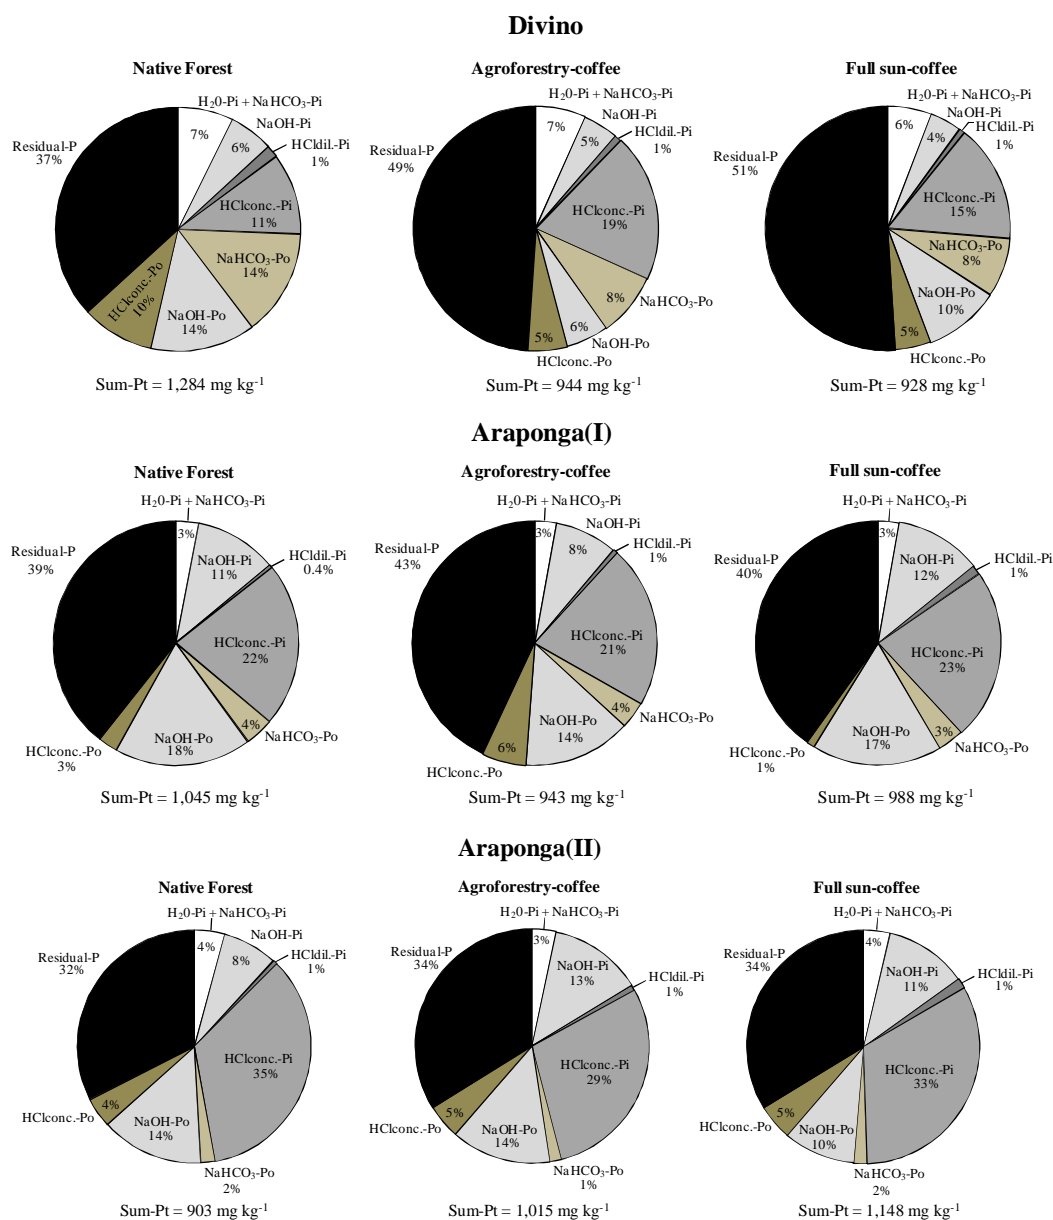 Divino
Native Forest
H₂0-Pi + NaHCO₃-Pi
7%
NaOH-Pi
6%
HCldil.-Pi
1%
Residual-P
37%
HClconc.-Pi
11%
NaHCO₃-Po
14%
HClconc.-Po
10%
NaOH-Po
14%
Sum-Pt = 1,284 mg kg⁻¹
Agroforestry-coffee
H₂0-Pi + NaHCO₃-Pi
7%
NaOH-Pi
5%
HCldil.-Pi
1%
Residual-P
49%
HClconc.-Pi
19%
8%
NaHCO₃-Po
6%
NaOH-Po
5%
HClconc.-Po
Sum-Pt = 944 mg kg⁻¹
Full sun-coffee
H₂0-Pi + NaHCO₃-Pi
6%
NaOH-Pi
4%
HCldil.-Pi
1%
Residual-P
51%
HClconc.-Pi
15%
NaHCO₃-Po
8%
NaOH-Po
10%
5%
HClconc.-Po
Sum-Pt = 928 mg kg⁻¹
Araponga(I)
Native Forest
H₂0-Pi + NaHCO₃-Pi
3%
NaOH-Pi
11%
HCldil.-Pi
0.4%
Residual-P
39%
HClconc.-Pi
22%
4%
NaHCO₃-Po
NaOH-Po
18%
HClconc.-Po
3%
Sum-Pt = 1,045 mg kg⁻¹
Agroforestry-coffee
H₂0-Pi + NaHCO₃-Pi
3%
NaOH-Pi
8%
HCldil.-Pi
1%
Residual-P
43%
HClconc.-Pi
21%
4%
NaHCO₃-Po
NaOH-Po
14%
6%
HClconc.-Po
Sum-Pt = 943 mg kg⁻¹
Full sun-coffee
H₂0-Pi + NaHCO₃-Pi
3%
NaOH-Pi
12%
HCldil.-Pi
1%
Residual-P
40%
HClconc.-Pi
23%
3%
NaHCO₃-Po
NaOH-Po
17%
HClconc.-Po
1%
Sum-Pt = 988 mg kg⁻¹
Araponga(II)
Native Forest
H₂0-Pi + NaHCO₃-Pi
4%
NaOH-Pi
8%
HCldil.-Pi
1%
Residual-P
32%
HClconc.-Pi
35%
4%
HClconc.-Po
NaOH-Po
14%
NaHCO₃-Po
2%
Sum-Pt = 903 mg kg⁻¹
Agroforestry-coffee
H₂0-Pi + NaHCO₃-Pi
3%
NaOH-Pi
13%
HCldil.-Pi
1%
Residual-P
34%
HClconc.-Pi
29%
5%
HClconc.-Po
NaOH-Po
14%
NaHCO₃-Po
1%
Sum-Pt = 1,015 mg kg⁻¹
Full sun-coffee
H₂0-Pi + NaHCO₃-Pi
4%
NaOH-Pi
11%
HCldil.-Pi
1%
Residual-P
34%
HClconc.-Pi
33%
5%
HClconc.-Po
NaOH-Po
10%
NaHCO₃-Po
2%
Sum-Pt = 1,148 mg kg⁻¹